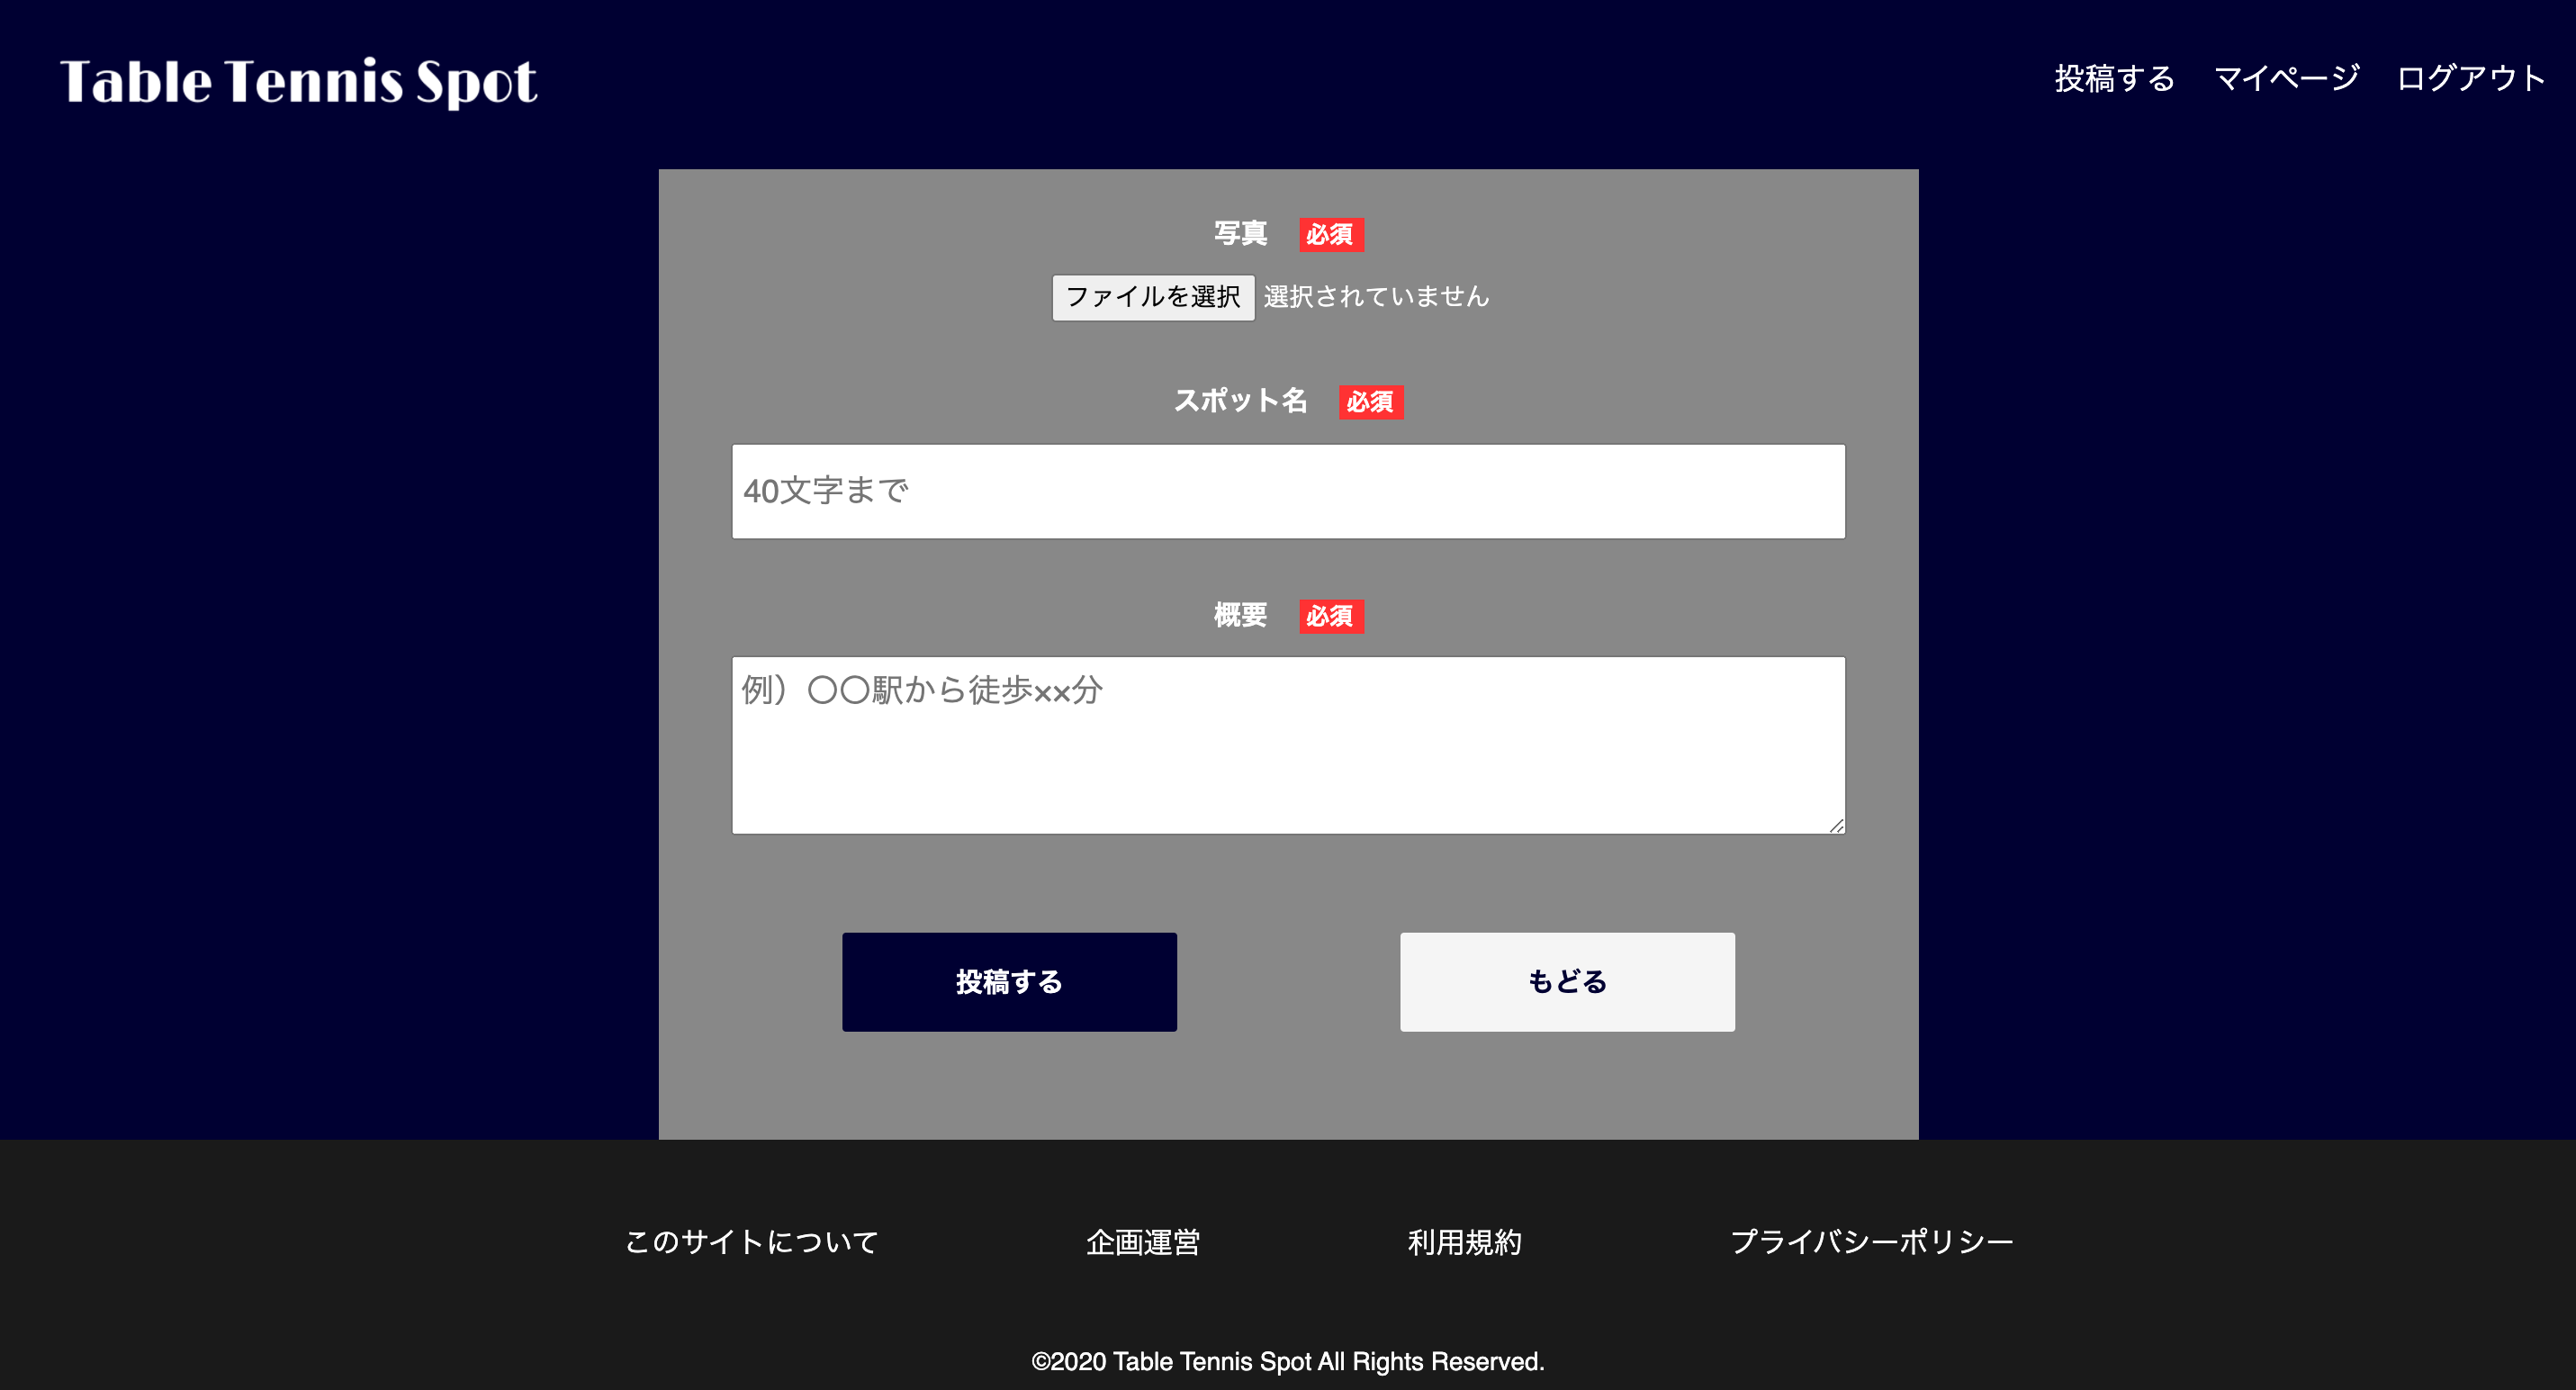 Table Tennis Spot
投稿する マイページ ログアウト
写真 必須
ファイルを選択 選択されていません
スポット名 必須
40文字まで
概要 必須
例）〇〇駅から徒歩××分
投稿する もどる
このサイトについて 企画運営 利用規約 プライバシーポリシー
©2020 Table Tennis Spot All Rights Reserved.